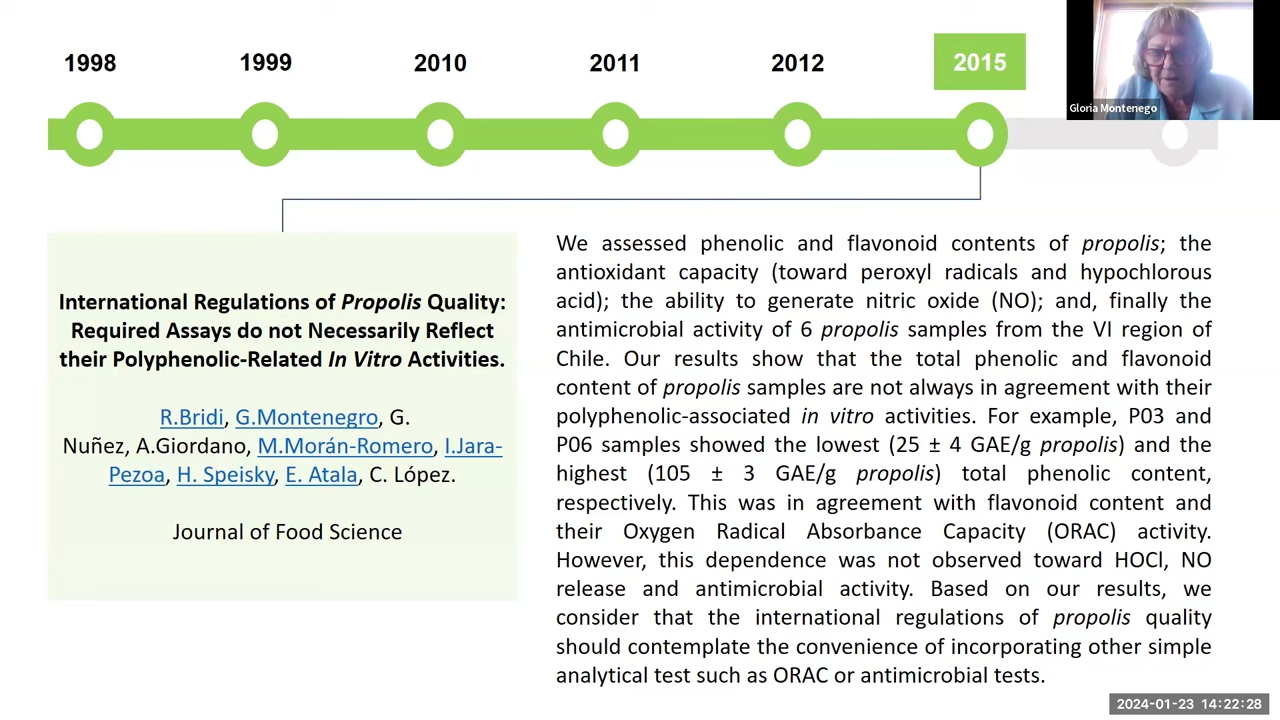 1998 1999 2010 2011 2012 2015
Gloria Montenego
International Regulations of Propolis Quality:
Required Assays do not Necessarily Reflect
their Polyphenolic-Related In Vitro Activities.
R.Bridi, G.Montenegro, G.
Nuñez, A.Giordano, M.Morán-Romero, I.Jara-
Pezoa, H. Speisky, E. Atala, C. López.
Journal of Food Science
We assessed phenolic and flavonoid contents of propolis; the
antioxidant capacity (toward peroxyl radicals and hypochlorous
acid); the ability to generate nitric oxide (NO); and, finally the
antimicrobial activity of 6 propolis samples from the VI region of
Chile. Our results show that the total phenolic and flavonoid
content of propolis samples are not always in agreement with their
polyphenolic-associated in vitro activities. For example, P03 and
P06 samples showed the lowest (25 ± 4 GAE/g propolis) and the
highest (105 ± 3 GAE/g propolis) total phenolic content,
respectively. This was in agreement with flavonoid content and
their Oxygen Radical Absorbance Capacity (ORAC) activity.
However, this dependence was not observed toward HOCl, NO
release and antimicrobial activity. Based on our results, we
consider that the international regulations of propolis quality
should contemplate the convenience of incorporating other simple
analytical test such as ORAC or antimicrobial tests.
2024-01-23 14:22:28